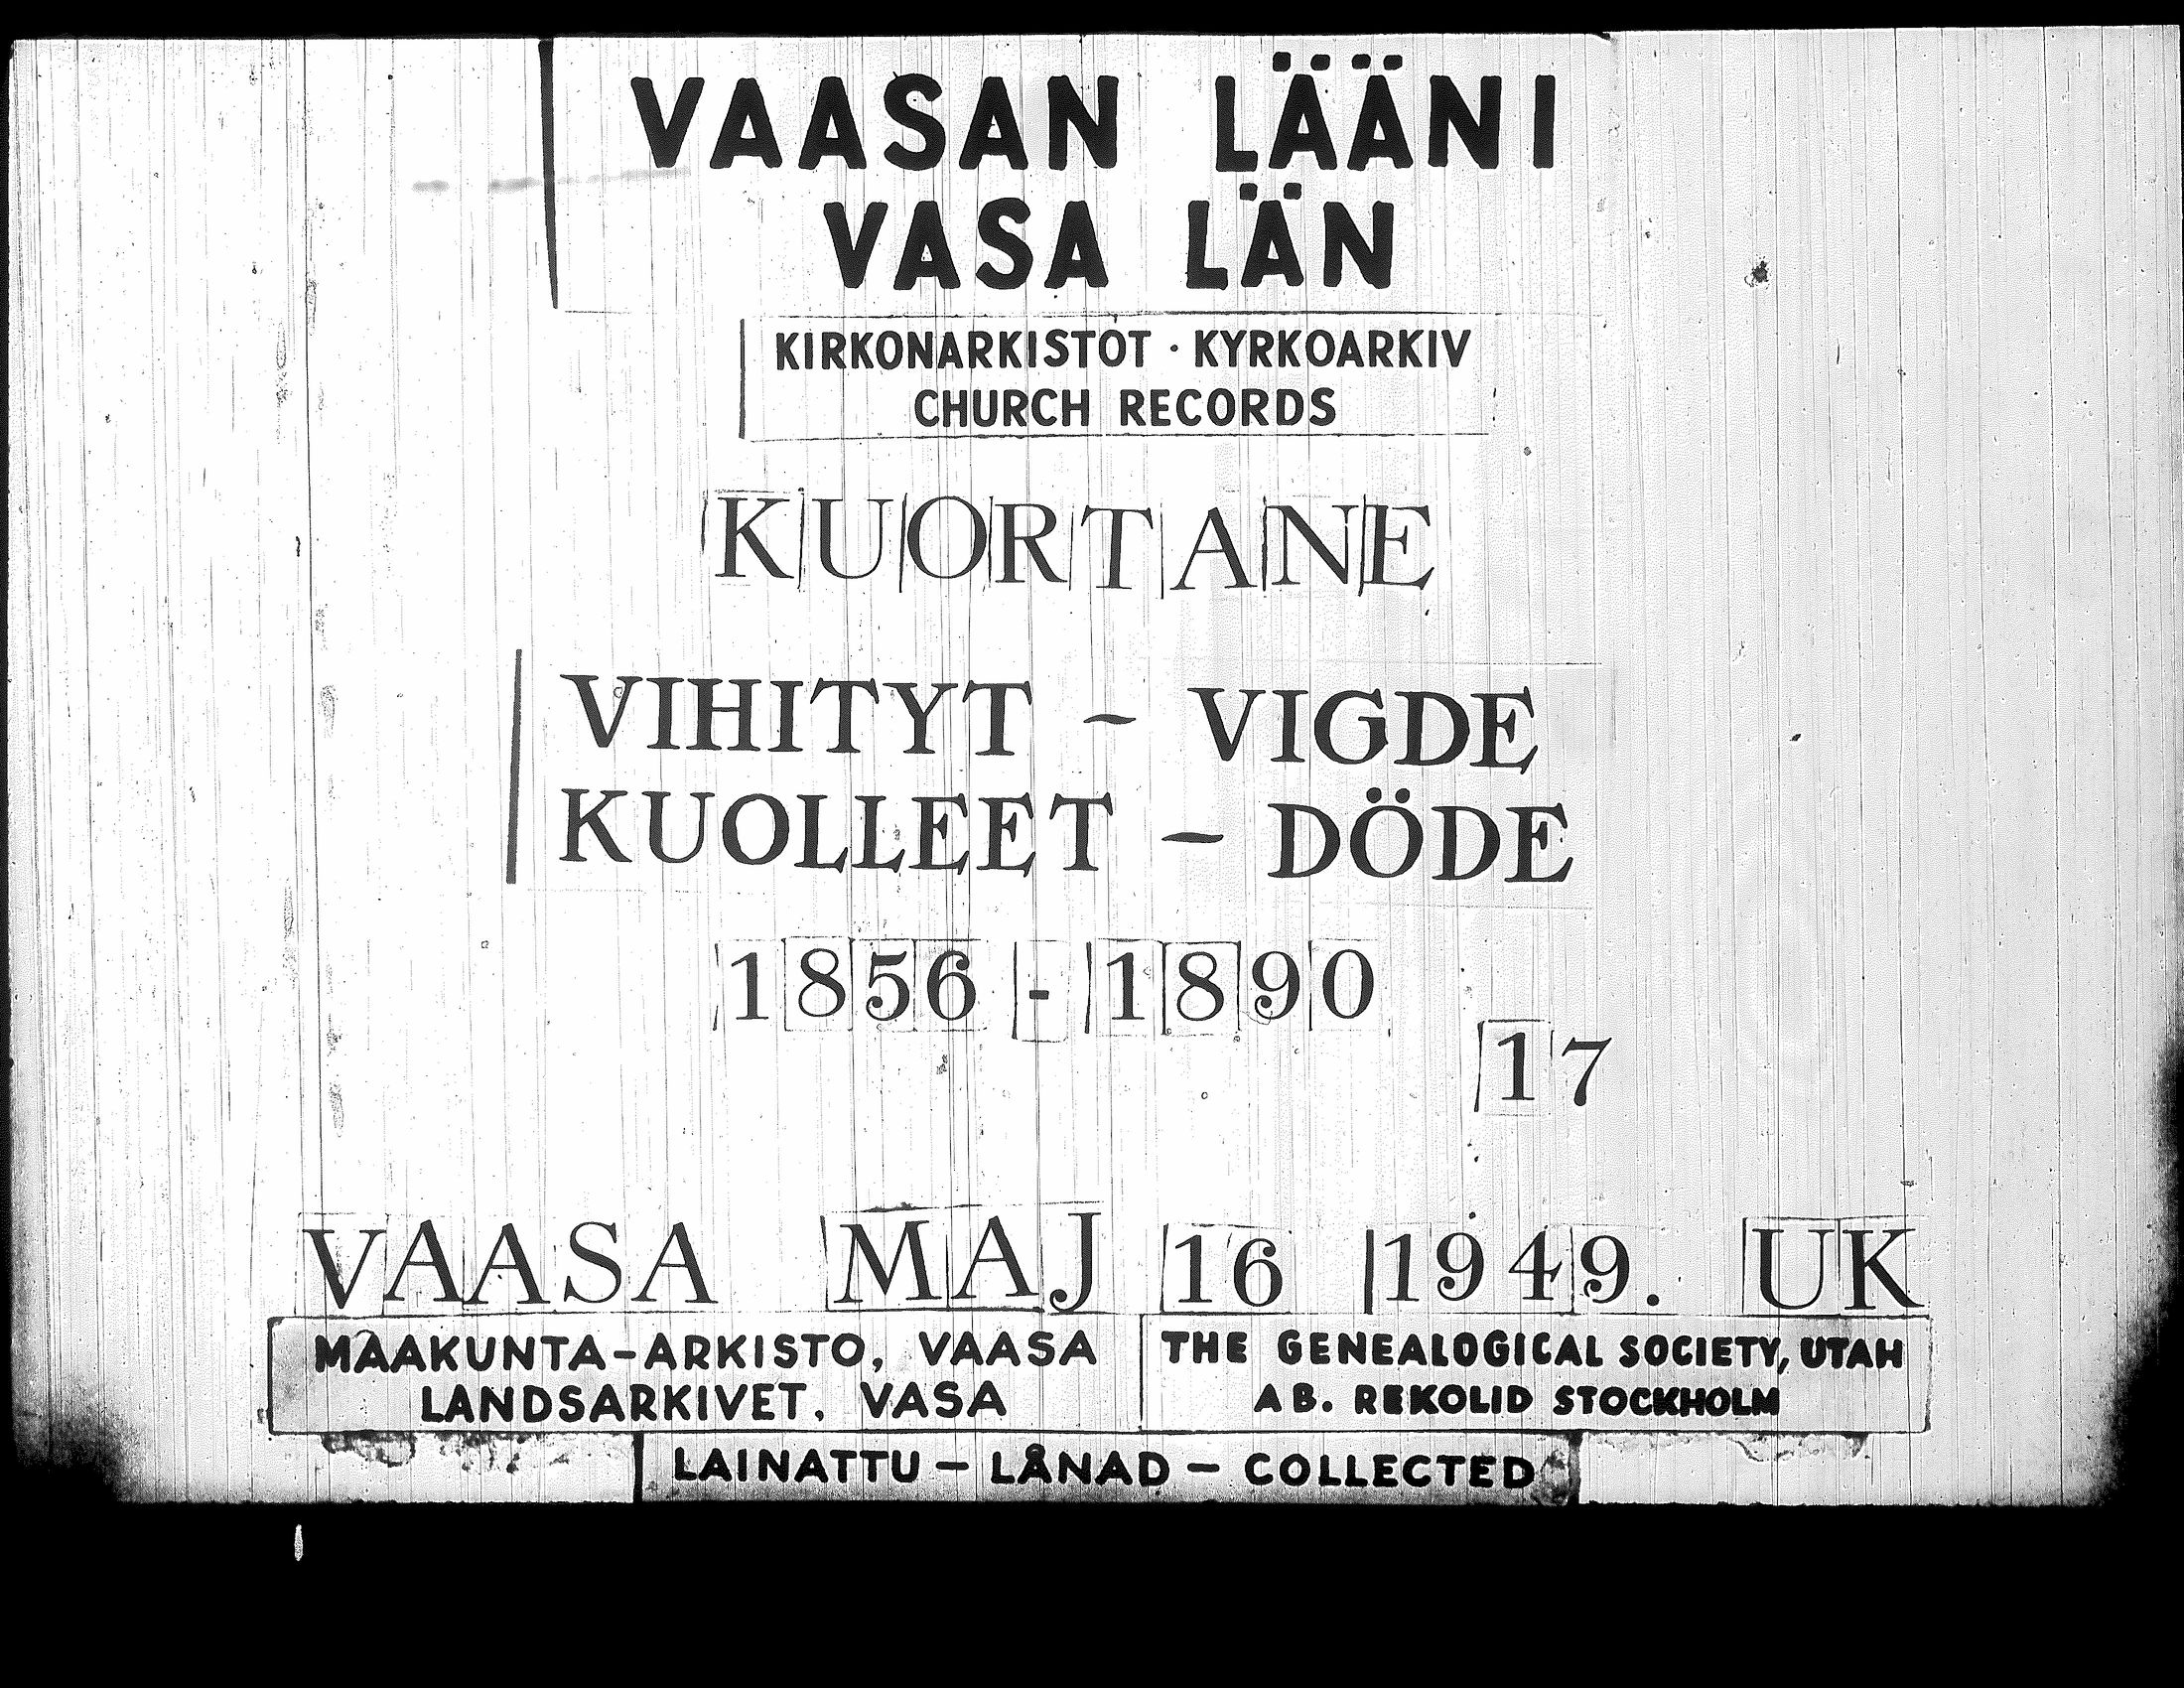 VAASAN LÄÄNI
VASA LÄN
KIRKONARKISTOT · KYRKOARKIV
CHURCH RECORDS
KUORTANE
VIHITYT - VIGDE
KUOLLEET - DÖDE
1856 - 1890
17
VAASA MAJ 16 1949. UK
MAAKUNTA-ARKISTO, VAASA
LANDSARKIVET, VASA
THE GENEALOGICAL SOCIETY, UTAH
AB. REKOLID STOCKHOLM
LAINATTU - LÅNAD - COLLECTED